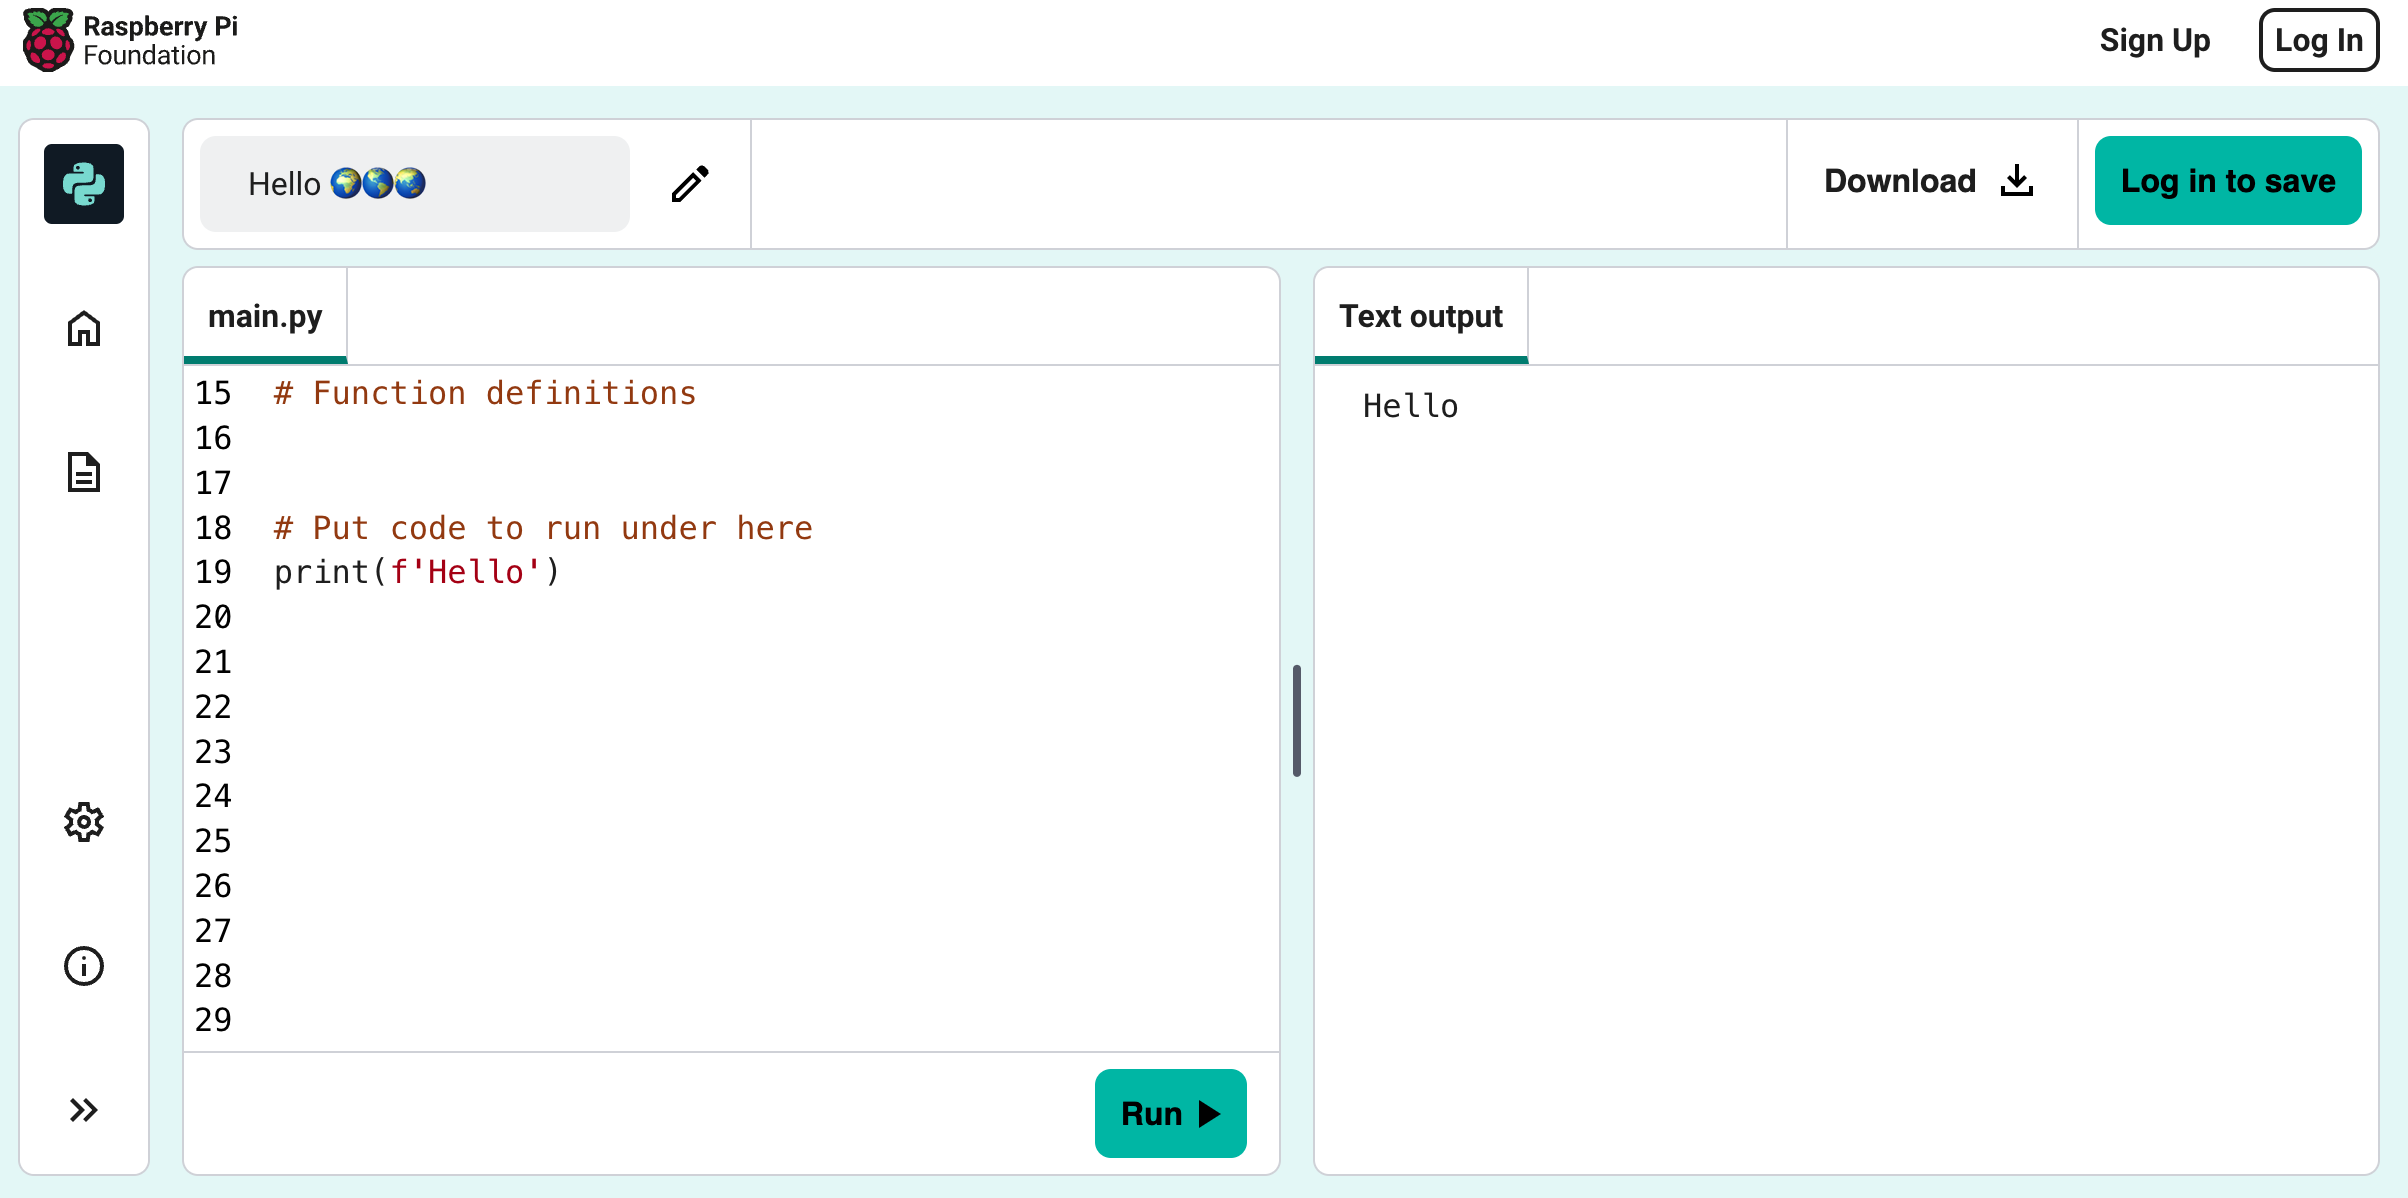 Raspberry Pi
Foundation
Sign Up
Log In
Hello 🌍🌎🌏
Download
Log in to save
main.py
15 # Function definitions
16
17
18 # Put code to run under here
19 print(f'Hello')
20
21
22
23
24
25
26
27
28
29
Run
Text output
Hello